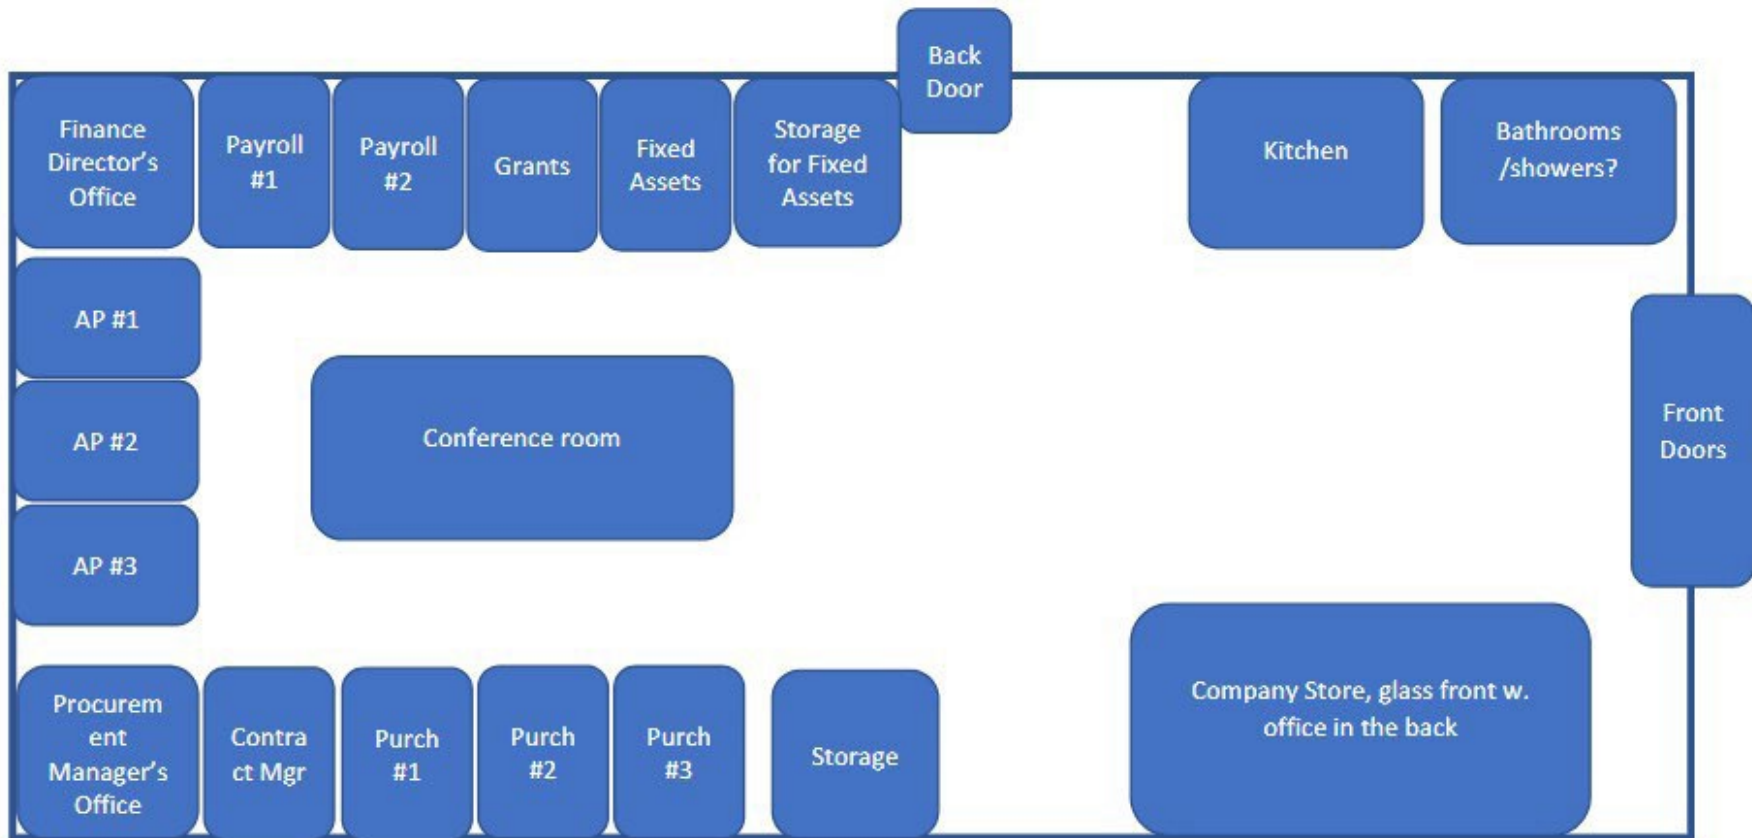 Back
Door
Finance
Director’s
Office
Payroll
#1
Payroll
#2
Grants
Fixed
Assets
Storage
for Fixed
Assets
Kitchen
Bathrooms
/showers?
AP #1
AP #2
AP #3
Conference room
Front
Doors
Procurem
ent
Manager’s
Office
Contra
ct Mgr
Purch
#1
Purch
#2
Purch
#3
Storage
Company Store, glass front w.
office in the back